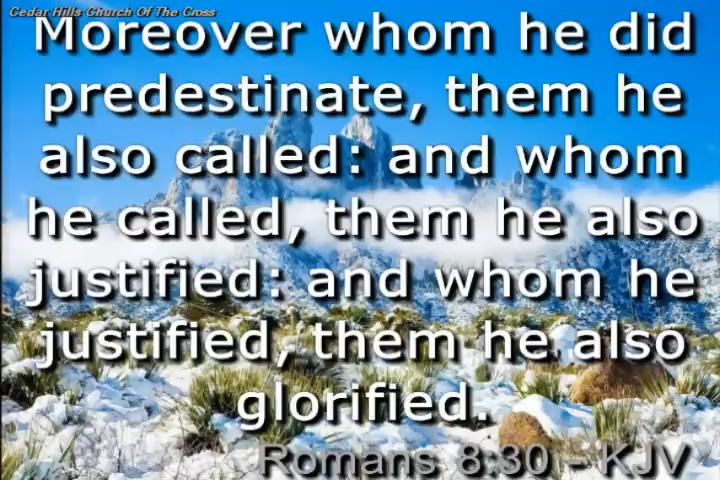 Cedar Hills Church Of The Cross
Moreover whom he did
predestinate, them he
also called: and whom
he called, them he also
justified: and whom he
justified, them he also
glorified.
Romans 8:30 - KJV